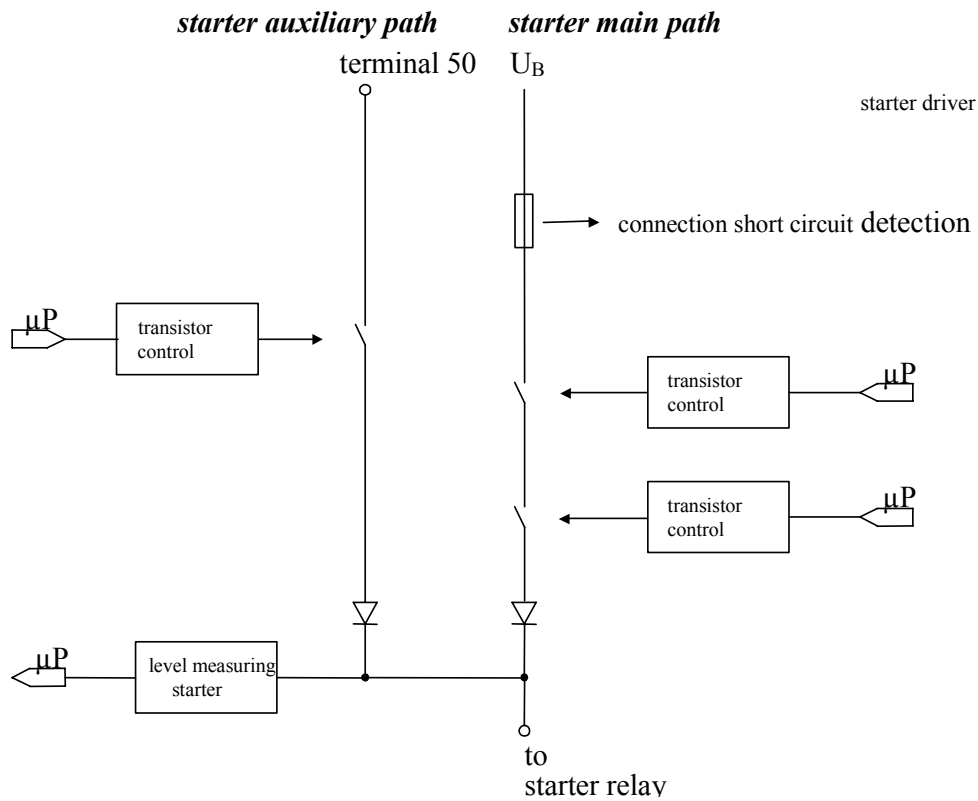 starter auxiliary path
starter main path
terminal 50
UB
starter driver
connection short circuit detection
µP
transistor
control
transistor
control
µP
transistor
control
µP
µP
level measuring
starter
to
starter relay